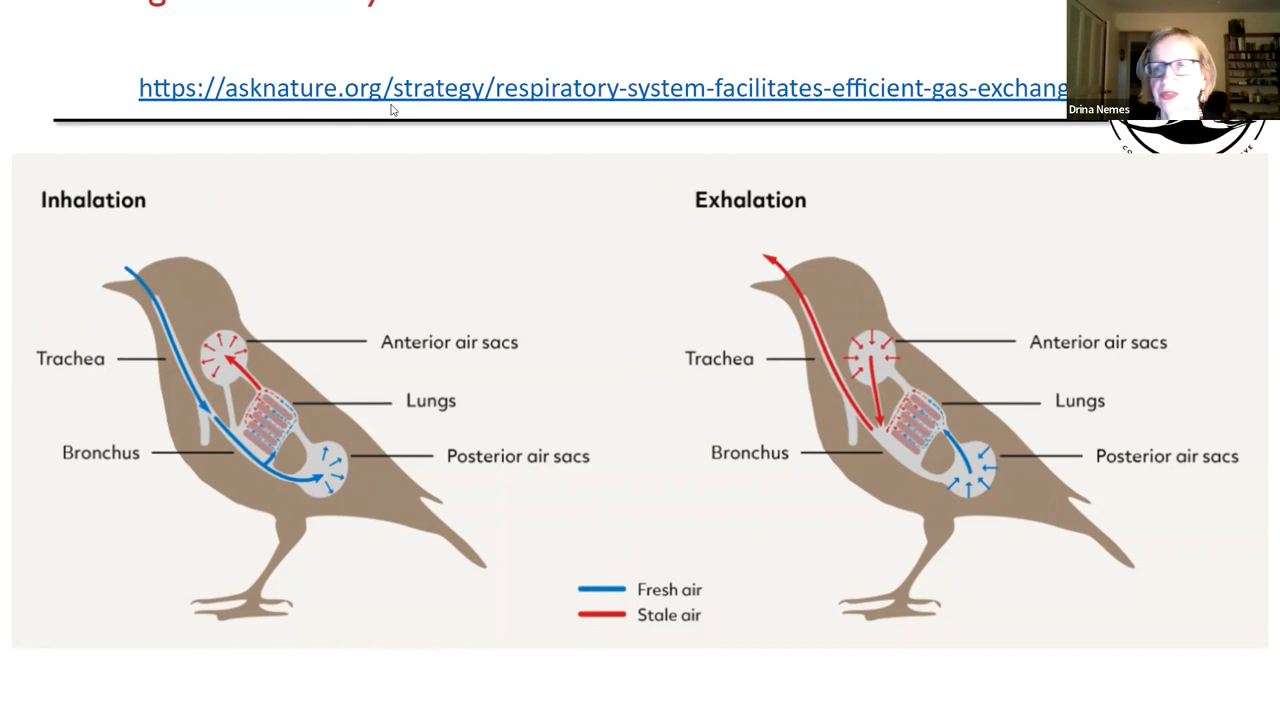 https://asknature.org/strategy/respiratory-system-facilitates-efficient-gas-exchang
Drina Nemes
Inhalation
Exhalation
Anterior air sacs
Trachea
Lungs
Bronchus
Posterior air sacs
Anterior air sacs
Trachea
Lungs
Bronchus
Posterior air sacs
Fresh air
Stale air